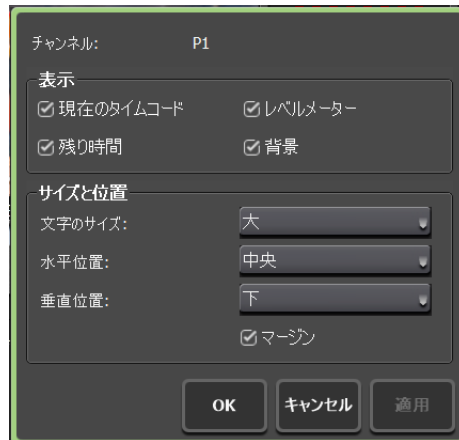 チャンネル: P1
表示
現在のタイムコード レベルメーター
残り時間 背景
サイズと位置
文字のサイズ: 大
水平位置: 中央
垂直位置: 下
マージン
OK キャンセル 適用